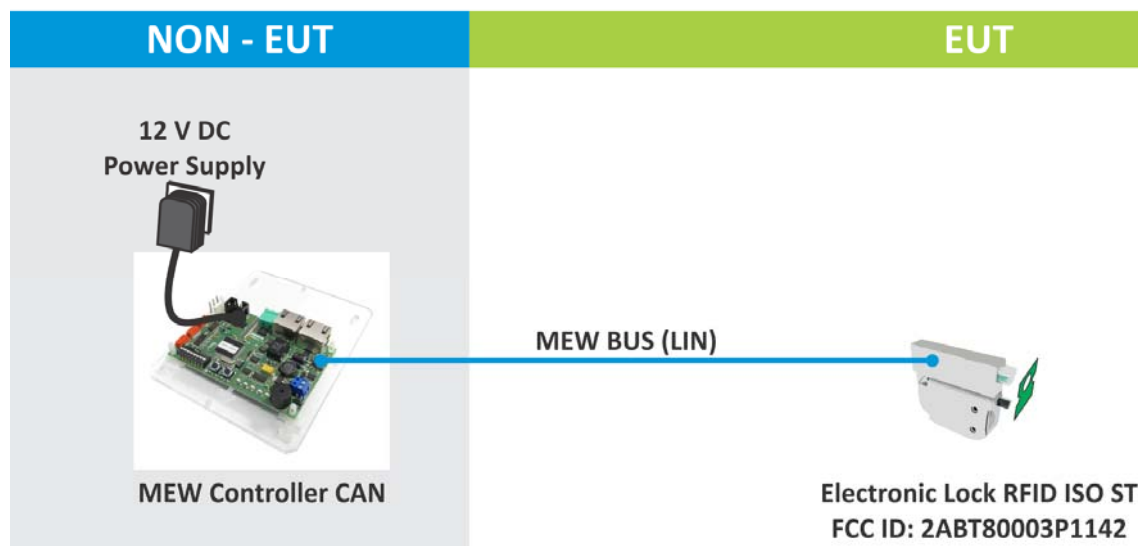 NON - EUT
EUT
12 V DC
Power Supply
MEW BUS (LIN)
MEW Controller CAN
Electronic Lock RFID ISO ST
FCC ID: 2ABT80003P1142